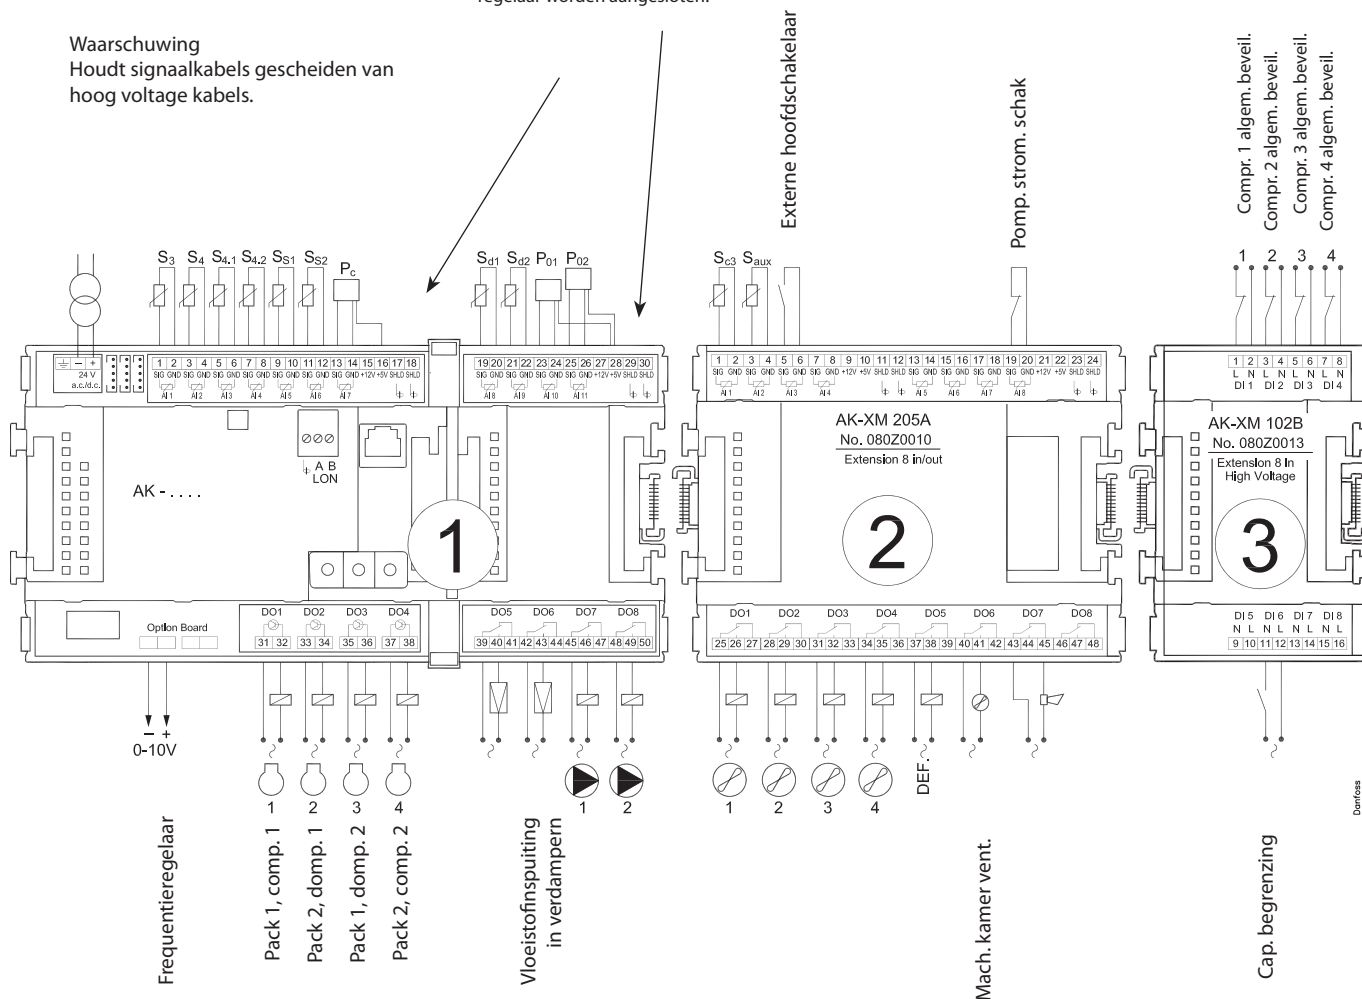 regelaar worden aangesloten.
Waarschuwing
Houdt signaalkabels gescheiden van
hoog voltage kabels.
Externe hoofdschakelaar
Pomp. strom. schak
Compr. 1 algem. beveil.
Compr. 2 algem. beveil.
Compr. 3 algem. beveil.
Compr. 4 algem. beveil.
1 2 3 4
S3 S4 S4.1 S4.2 SS1 SS2 Pc
Sd1 Sd2 P01 P02
Sc3 Saux
– +
24 V
a.c./d.c.
1 2 3 4 5 6 7 8 9 10 11 12 13 14 15 16 17 18
SIG GND SIG GND SIG GND SIG GND SIG GND SIG GND SIG GND +12V +5V SHLD SHLD
AI 1 AI 2 AI 3 AI 4 AI 5 AI 6 AI 7
19 20 21 22 23 24 25 26 27 28 29 30
SIG GND SIG GND SIG GND SIG GND +12V +5V SHLD SHLD
AI 8 AI 9 AI 10 AI 11
1 2 3 4 5 6 7 8 9 10 11 12 13 14 15 16 17 18 19 20 21 22 23 24
SIG GND SIG GND SIG GND SIG GND +12V +5V SHLD SHLD SIG GND SIG GND SIG GND SIG GND +12V +5V SHLD SHLD
AI 1 AI 2 AI 3 AI 4 AI 5 AI 6 AI 7 AI 8
1 2 3 4 5 6 7 8
L N L N L N L N
DI 1 DI 2 DI 3 DI 4
A B
LON
AK - . . . .
1
AK-XM 205A
No. 080Z0010
Extension 8 in/out
2
AK-XM 102B
No. 080Z0013
Extension 8 In
High Voltage
3
Option Board
DO1 DO2 DO3 DO4
31 32 33 34 35 36 37 38
DO5 DO6 DO7 DO8
39 40 41 42 43 44 45 46 47 48 49 50
DO1 DO2 DO3 DO4 DO5 DO6 DO7 DO8
25 26 27 28 29 30 31 32 33 34 35 36 37 38 39 40 41 42 43 44 45 46 47 48
DI 5 DI 6 DI 7 DI 8
N L N L N L N L
9 10 11 12 13 14 15 16
– +
0-10V
1 2 3 4
1 2
1 2 3 4
DEF.
Frequentieregelaar
Pack 1, comp. 1
Pack 2, domp. 1
Pack 1, domp. 2
Pack 2, comp. 2
Vloeistofinspuiting
in verdampern
Mach. kamer vent.
Cap. begrenzing
Danfoss